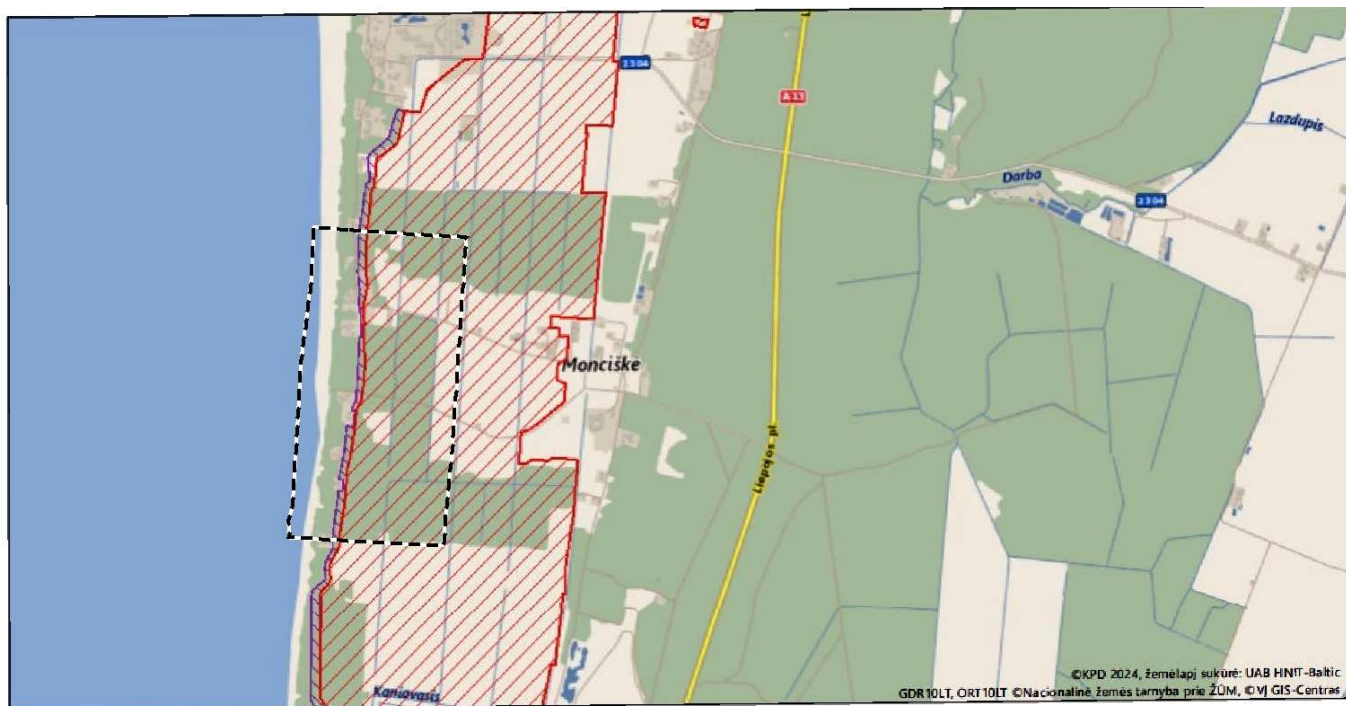 2304
A13
Lazdupis
Darba
2304
Monciškė
Liepojos pl.
Kaniavasis
©KPD 2024, žemėlapį sukūrė: UAB HNIT-Baltic
GDR10LT, ORT10LT ©Nacionalinė žemės tarnyba prie ŽŪM, © VĮ GIS-Centras